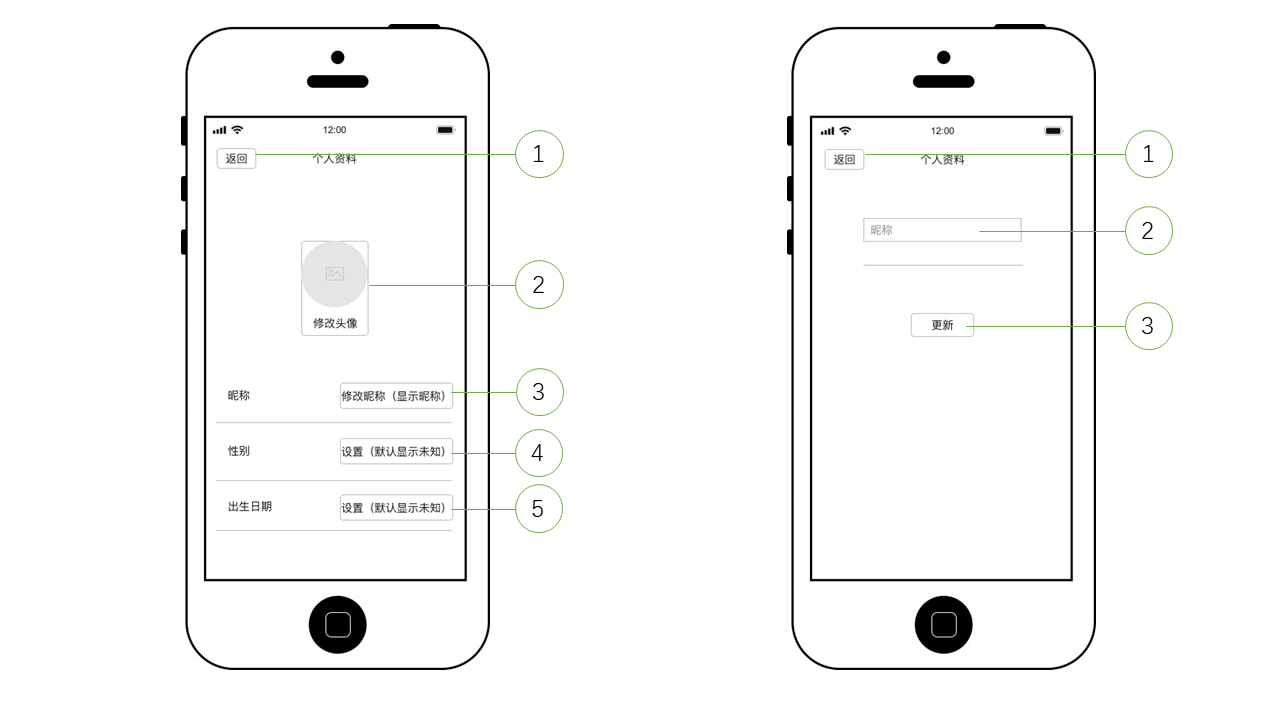 12:00
返回
个人资料
1
修改头像
2
昵称
修改昵称（显示昵称）
3
性别
设置（默认显示未知）
4
出生日期
设置（默认显示未知）
5
12:00
返回
个人资料
1
昵称
2
更新
3